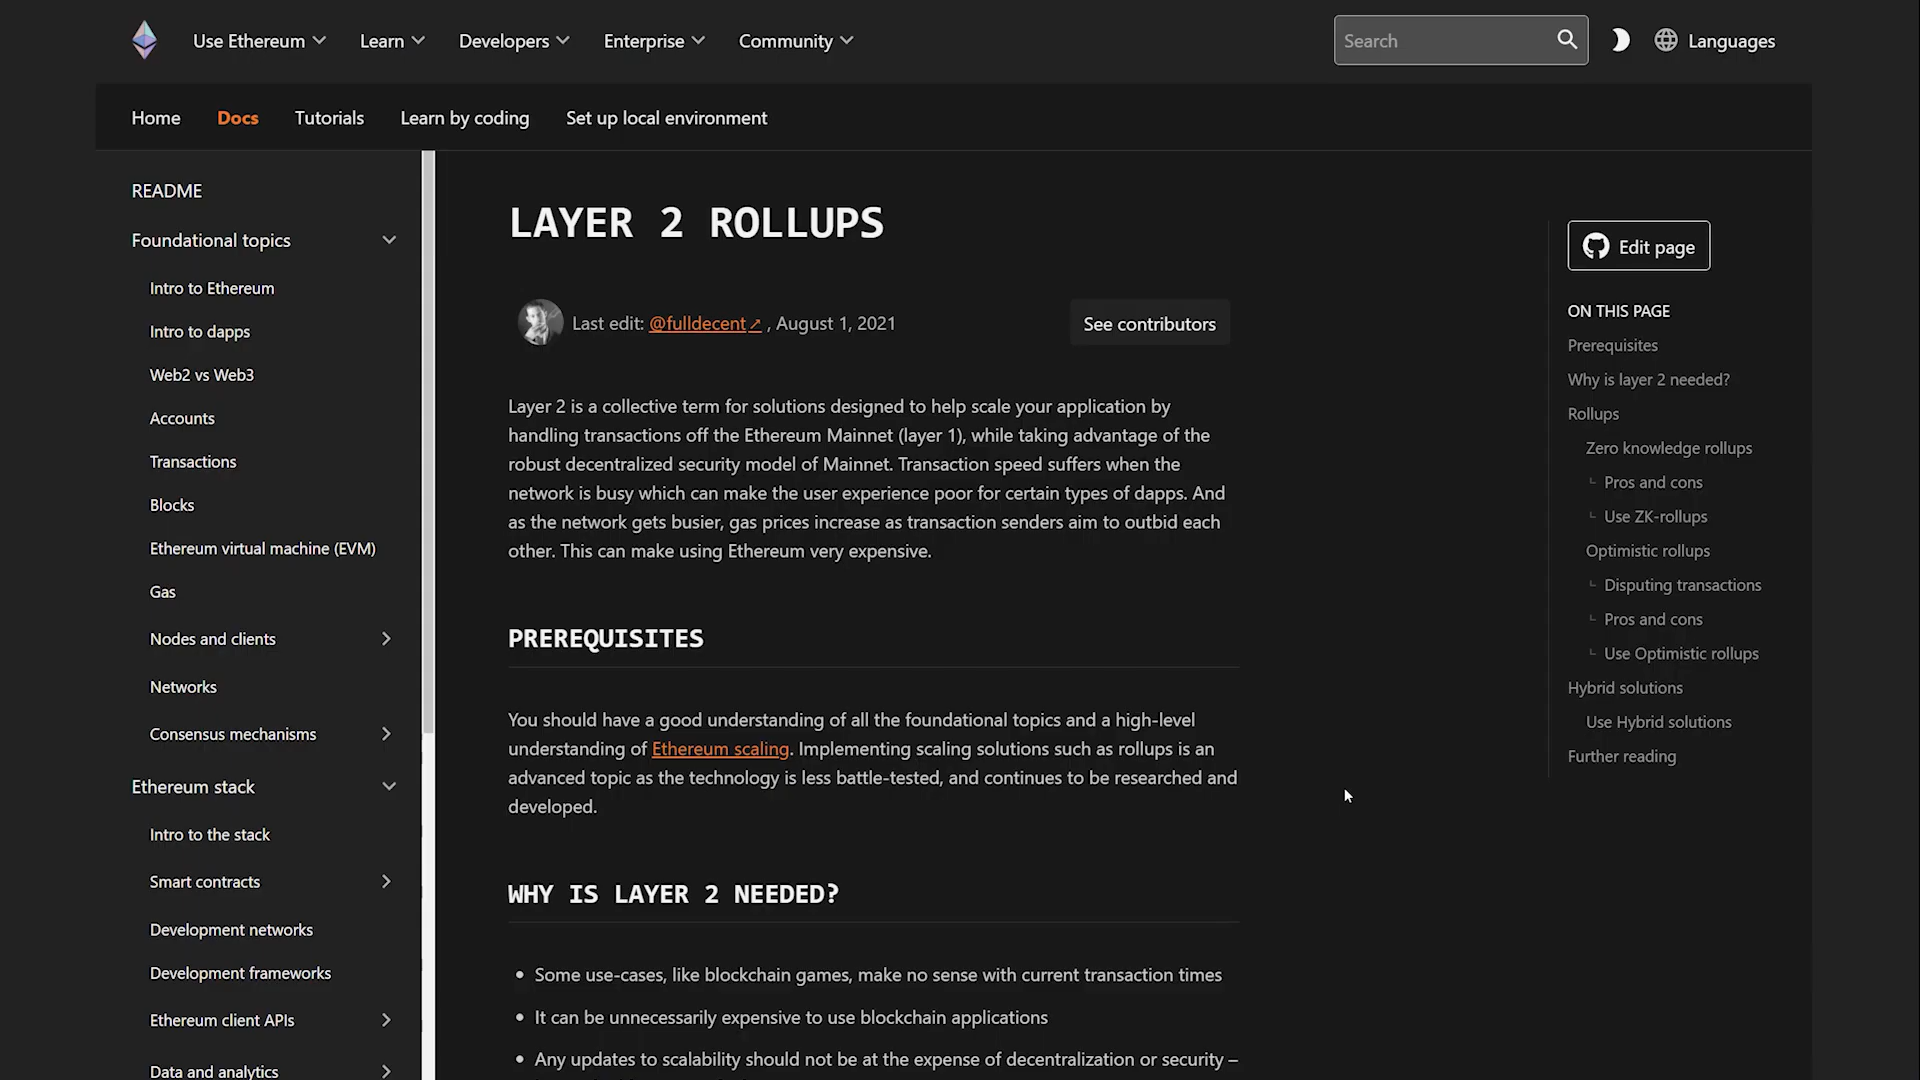 Use Ethereum
Learn
Developers
Enterprise
Community
Search
Languages
Home
Docs
Tutorials
Learn by coding
Set up local environment
README
Foundational topics
Intro to Ethereum
Intro to dapps
Web2 vs Web3
Accounts
Transactions
Blocks
Ethereum virtual machine (EVM)
Gas
Nodes and clients
Networks
Consensus mechanisms
Ethereum stack
Intro to the stack
Smart contracts
Development networks
Development frameworks
Ethereum client APIs
Data and analytics
LAYER 2 ROLLUPS
Last edit: @fulldecent↗ , August 1, 2021
See contributors
Layer 2 is a collective term for solutions designed to help scale your application by
handling transactions off the Ethereum Mainnet (layer 1), while taking advantage of the
robust decentralized security model of Mainnet. Transaction speed suffers when the
network is busy which can make the user experience poor for certain types of dapps. And
as the network gets busier, gas prices increase as transaction senders aim to outbid each
other. This can make using Ethereum very expensive.
PREREQUISITES
You should have a good understanding of all the foundational topics and a high-level
understanding of Ethereum scaling. Implementing scaling solutions such as rollups is an
advanced topic as the technology is less battle-tested, and continues to be researched and
developed.
WHY IS LAYER 2 NEEDED?
• Some use-cases, like blockchain games, make no sense with current transaction times
• It can be unnecessarily expensive to use blockchain applications
• Any updates to scalability should not be at the expense of decentralization or security –
Edit page
ON THIS PAGE
Prerequisites
Why is layer 2 needed?
Rollups
Zero knowledge rollups
Pros and cons
Use ZK-rollups
Optimistic rollups
Disputing transactions
Pros and cons
Use Optimistic rollups
Hybrid solutions
Use Hybrid solutions
Further reading